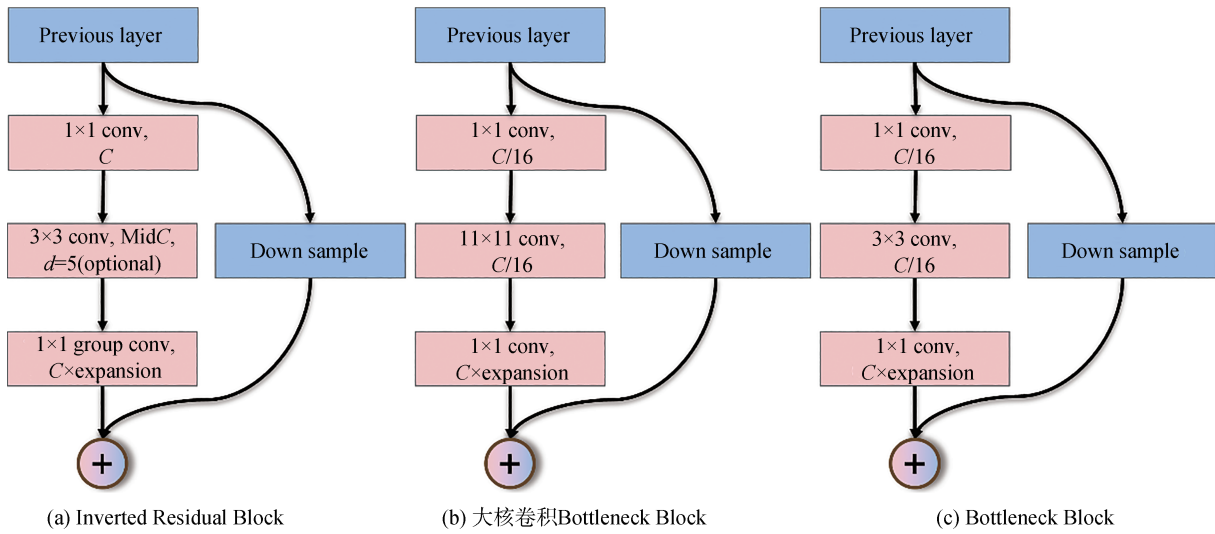 Previous layer
1×1 conv,
C
3×3 conv, MidC,
d=5(optional)
Down sample
1×1 group conv,
C×expansion
+
(a) Inverted Residual Block
Previous layer
1×1 conv,
C/16
11×11 conv,
C/16
Down sample
1×1 conv,
C×expansion
+
(b) 大核卷积Bottleneck Block
Previous layer
1×1 conv,
C/16
3×3 conv,
C/16
Down sample
1×1 conv,
C×expansion
+
(c) Bottleneck Block